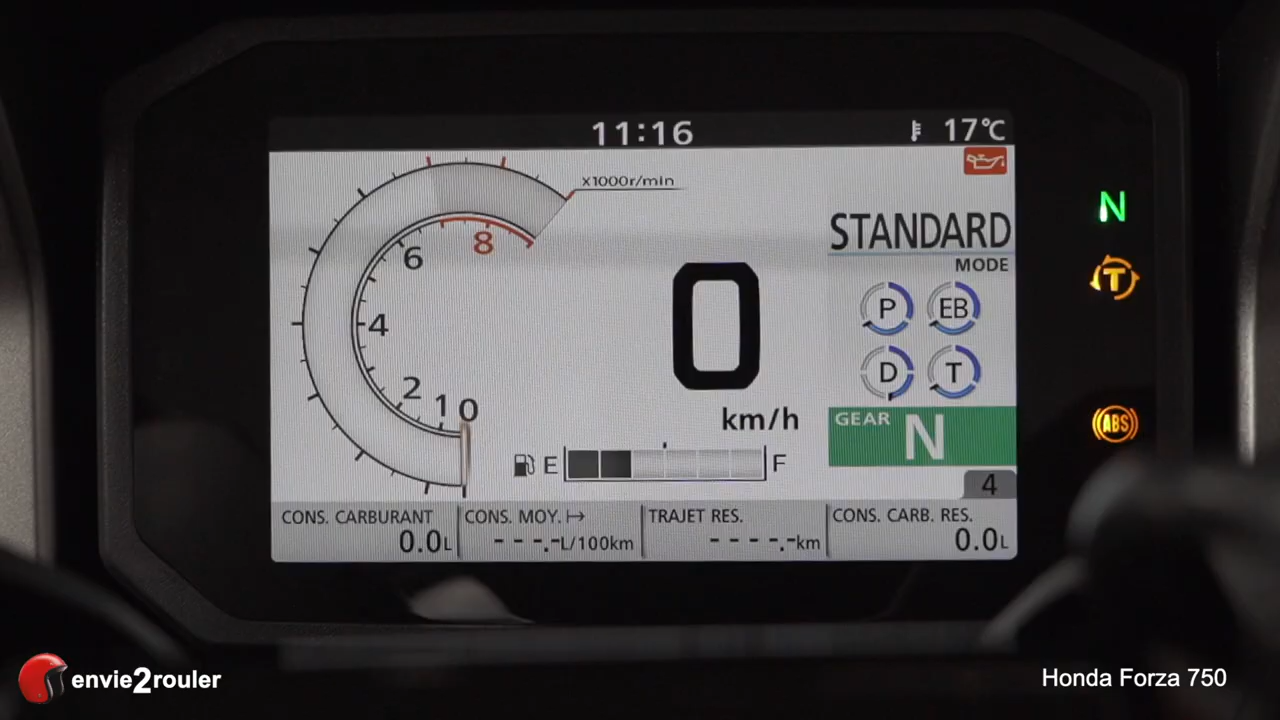 11:16
17°C
x1000r/min
8
6
4
2
1
0
STANDARD
MODE
P
EB
D
T
0
km/h
GEAR
N
E
F
4
CONS. CARBURANT
0.0L
CONS. MOY. ↦
- - -.-L/100km
TRAJET RES.
- - - -.-km
CONS. CARB. RES.
0.0L
N
T
ABS
envie2rouler
Honda Forza 750